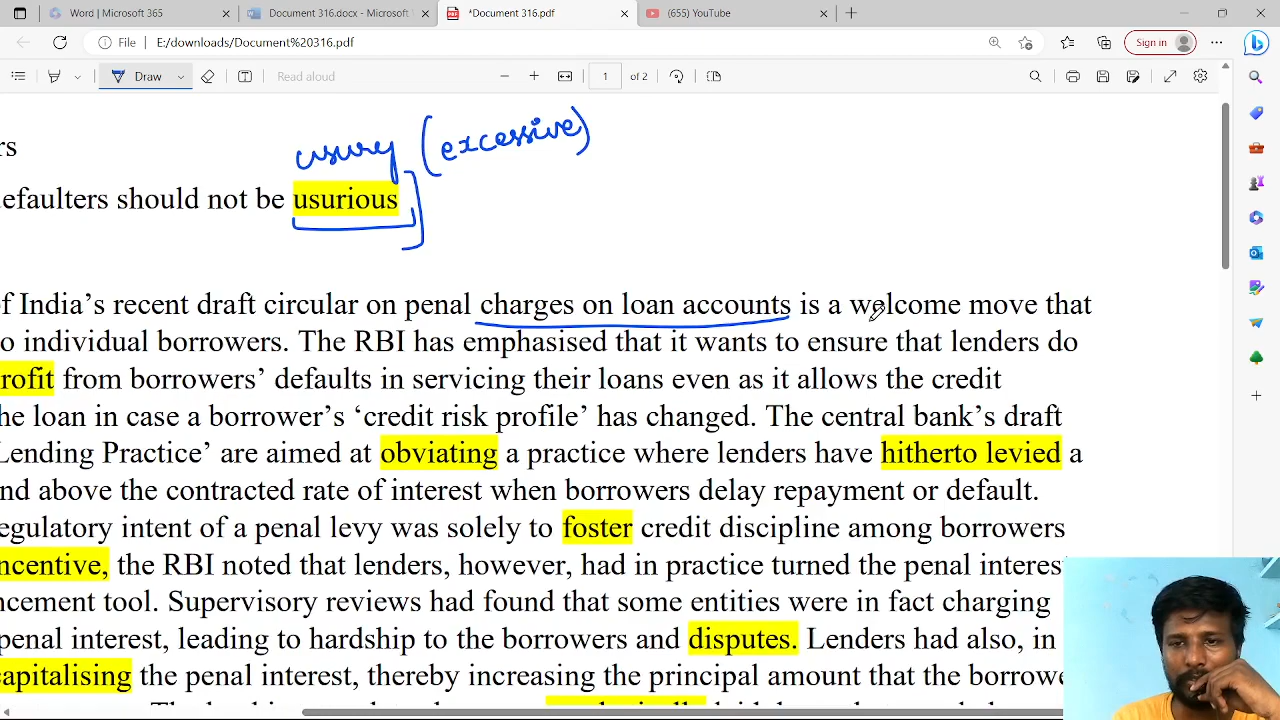 Word | Microsoft 365
Document 316.docx - Microsoft W
*Document 316.pdf
(655) YouTube
File
E:/downloads/Document%20316.pdf
Sign in
Draw
Read aloud
1
of 2
usury (excessive)
rs
efaulters should not be usurious
of India’s recent draft circular on penal charges on loan accounts is a welcome move that
o individual borrowers. The RBI has emphasised that it wants to ensure that lenders do
rofit from borrowers’ defaults in servicing their loans even as it allows the credit
he loan in case a borrower’s ‘credit risk profile’ has changed. The central bank’s draft
Lending Practice’ are aimed at obviating a practice where lenders have hitherto levied a
nd above the contracted rate of interest when borrowers delay repayment or default.
egulatory intent of a penal levy was solely to foster credit discipline among borrowers
ncentive, the RBI noted that lenders, however, had in practice turned the penal interest
ncement tool. Supervisory reviews had found that some entities were in fact charging
penal interest, leading to hardship to the borrowers and disputes. Lenders had also, in
capitalising the penal interest, thereby increasing the principal amount that the borrowe